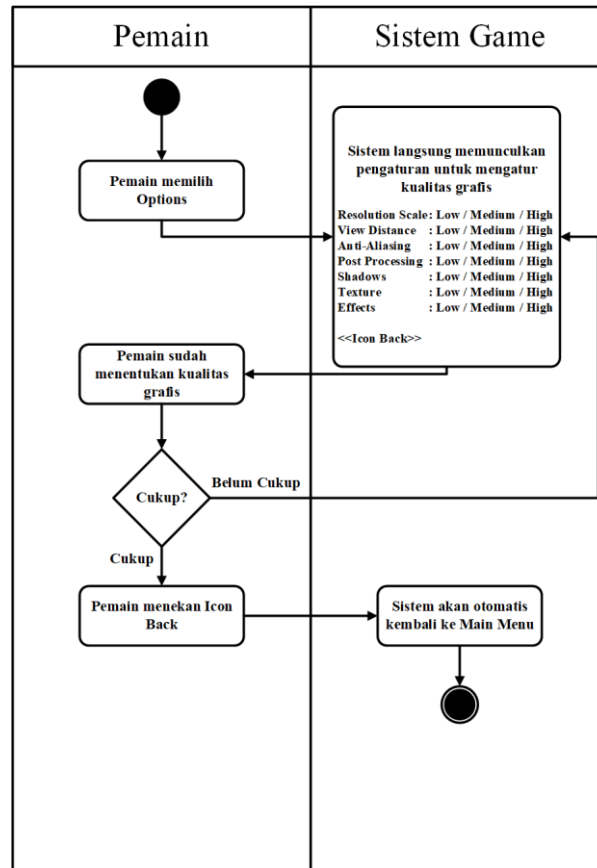 Pemain
Sistem Game
Pemain memilih
Options
Sistem langsung memunculkan
pengaturan untuk mengatur
kualitas grafis
Resolution Scale : Low / Medium / High
View Distance : Low / Medium / High
Anti-Aliasing : Low / Medium / High
Post Processing : Low / Medium / High
Shadows : Low / Medium / High
Texture : Low / Medium / High
Effects : Low / Medium / High
<<Icon Back>>
Pemain sudah
menentukan kualitas
grafis
Cukup?
Belum Cukup
Cukup
Pemain menekan Icon
Back
Sistem akan otomatis
kembali ke Main Menu